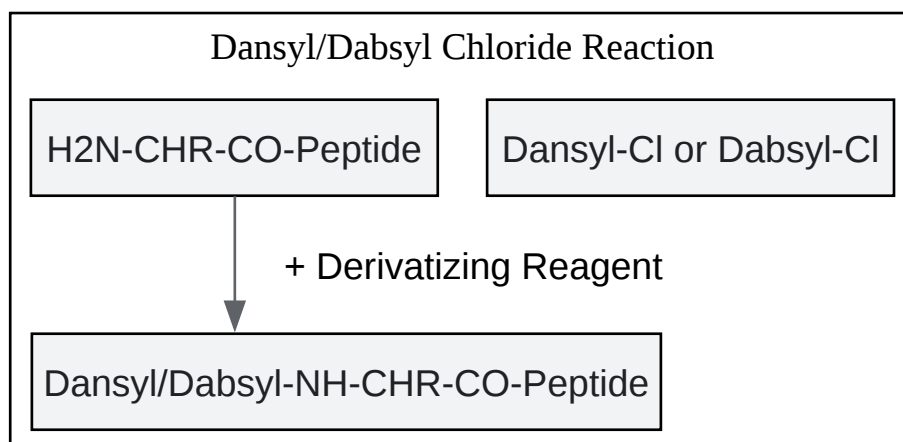 Dansyl/Dabsyl Chloride Reaction
H2N-CHR-CO-Peptide
Dansyl-Cl or Dabsyl-Cl
+ Derivatizing Reagent
Dansyl/Dabsyl-NH-CHR-CO-Peptide